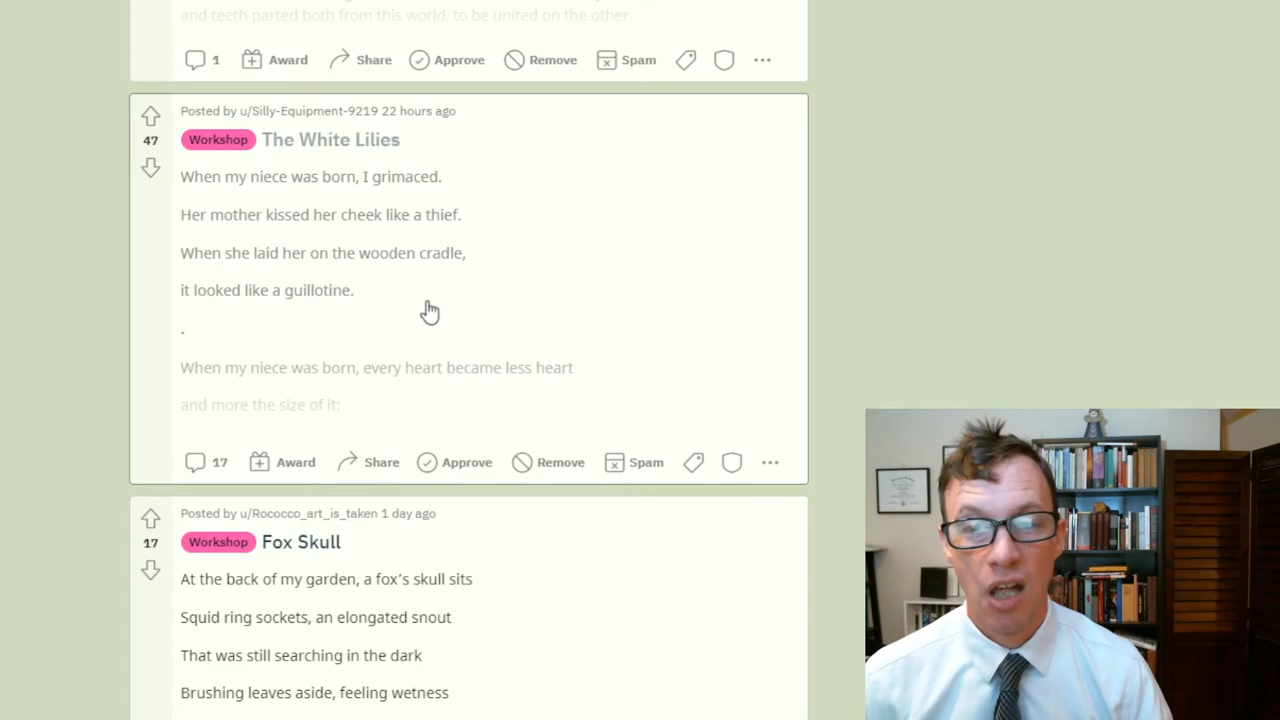 and teeth parted both from this world, to be united on the other.
1 Award Share Approve Remove Spam
Posted by u/Silly-Equipment-9219 22 hours ago
47
Workshop The White Lilies
When my niece was born, I grimaced.
Her mother kissed her cheek like a thief.
When she laid her on the wooden cradle,
it looked like a guillotine.
.
When my niece was born, every heart became less heart
and more the size of it:
17 Award Share Approve Remove Spam
Posted by u/Rococco_art_is_taken 1 day ago
17
Workshop Fox Skull
At the back of my garden, a fox's skull sits
Squid ring sockets, an elongated snout
That was still searching in the dark
Brushing leaves aside, feeling wetness